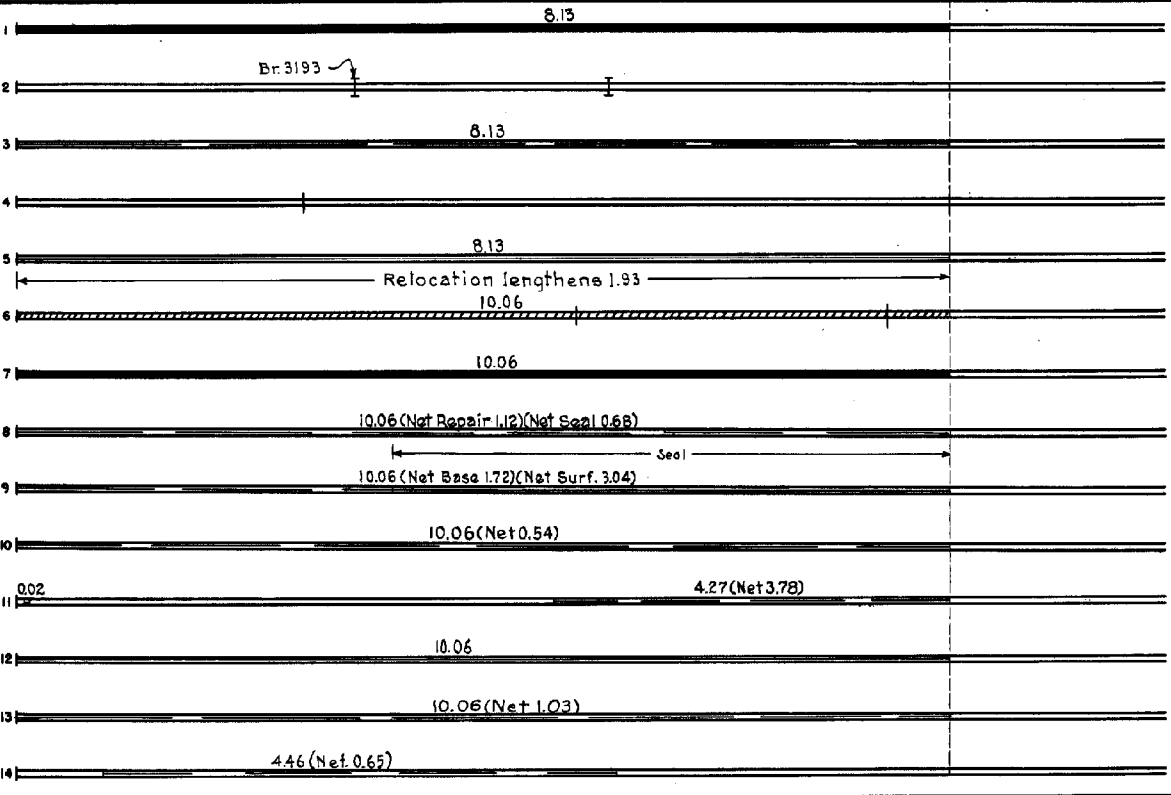 8.13
1
Br. 3193
2
8.13
3
4
8.13
5
Relocation lengthens 1.93
10.06
6
10.06
7
10.06 (Net Repair 1.12)(Net Seal 0.68)
8
Seal
10.06 (Net Base 1.72)(Net Surf. 3.04)
9
10.06 (Net 0.54)
10
0.02 4.27 (Net 3.78)
11
10.06
12
10.06 (Net 1.03)
13
4.46 (Net. 0.65)
14